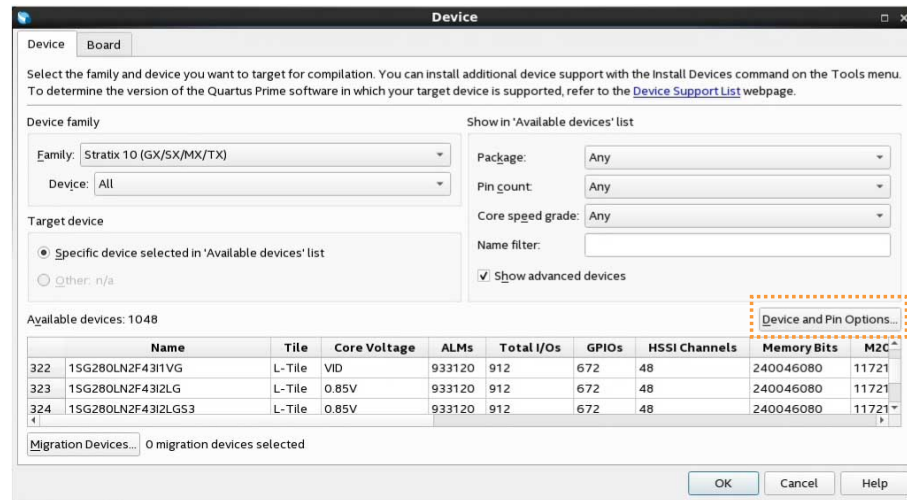 Device
Device Board
Select the family and device you want to target for compilation. You can install additional device support with the Install Devices command on the Tools menu.
To determine the version of the Quartus Prime software in which your target device is supported, refer to the Device Support List webpage.
Device family
Family: Stratix 10 (GX/SX/MX/TX)
Device: All
Target device
Specific device selected in 'Available devices' list
Other: n/a
Show in 'Available devices' list
Package: Any
Pin count: Any
Core speed grade: Any
Name filter:
Show advanced devices
Available devices: 1048
Device and Pin Options...
Name Tile Core Voltage ALMs Total I/Os GPIOs HSSI Channels Memory Bits M20
322 1SG280LN2F43I1VG L-Tile VID 933120 912 672 48 240046080 11721
323 1SG280LN2F43I2LG L-Tile 0.85V 933120 912 672 48 240046080 11721
324 1SG280LN2F43I2LGS3 L-Tile 0.85V 933120 912 672 48 240046080 11721
Migration Devices... 0 migration devices selected
OK Cancel Help